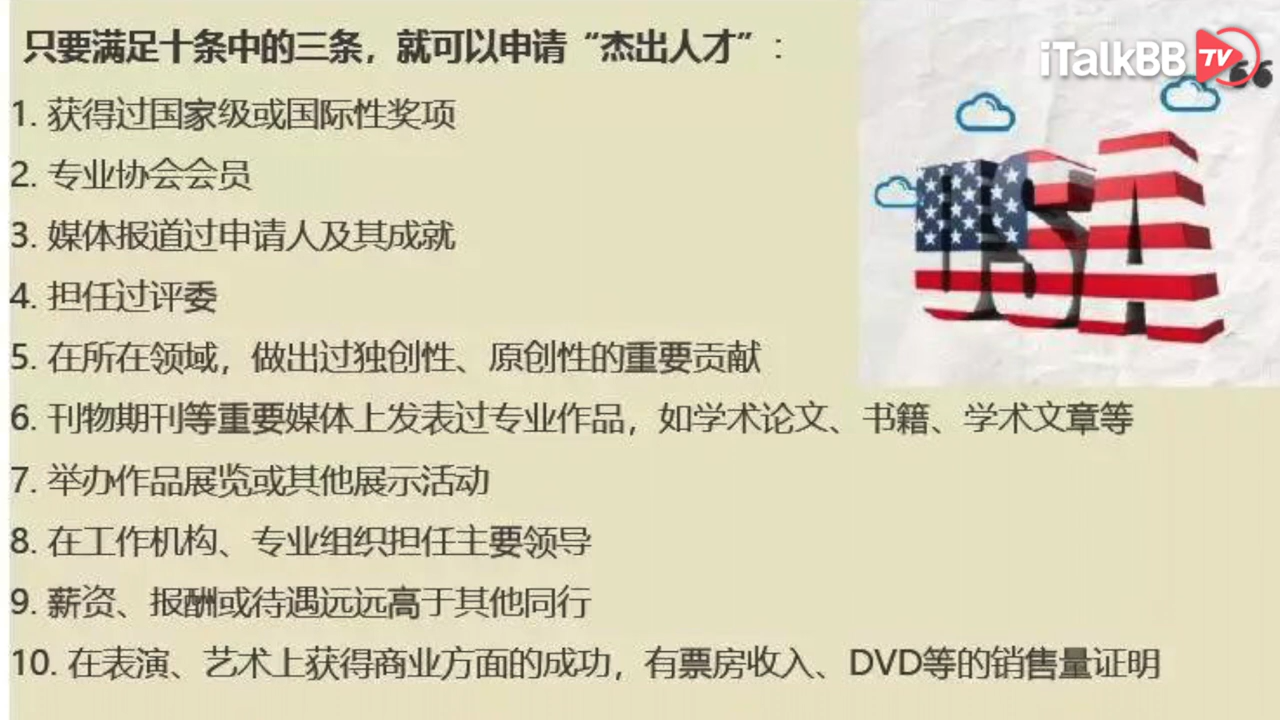 只要满足十条中的三条，就可以申请“杰出人才”：
iTalkBB TV
1. 获得过国家级或国际性奖项
2. 专业协会会员
3. 媒体报道过申请人及其成就
4. 担任过评委
5. 在所在领域，做出过独创性、原创性的重要贡献
6. 刊物期刊等重要媒体上发表过专业作品，如学术论文、书籍、学术文章等
7. 举办作品展览或其他展示活动
8. 在工作机构、专业组织担任主要领导
9. 薪资、报酬或待遇远远高于其他同行
10. 在表演、艺术上获得商业方面的成功，有票房收入、DVD等的销售量证明
USA